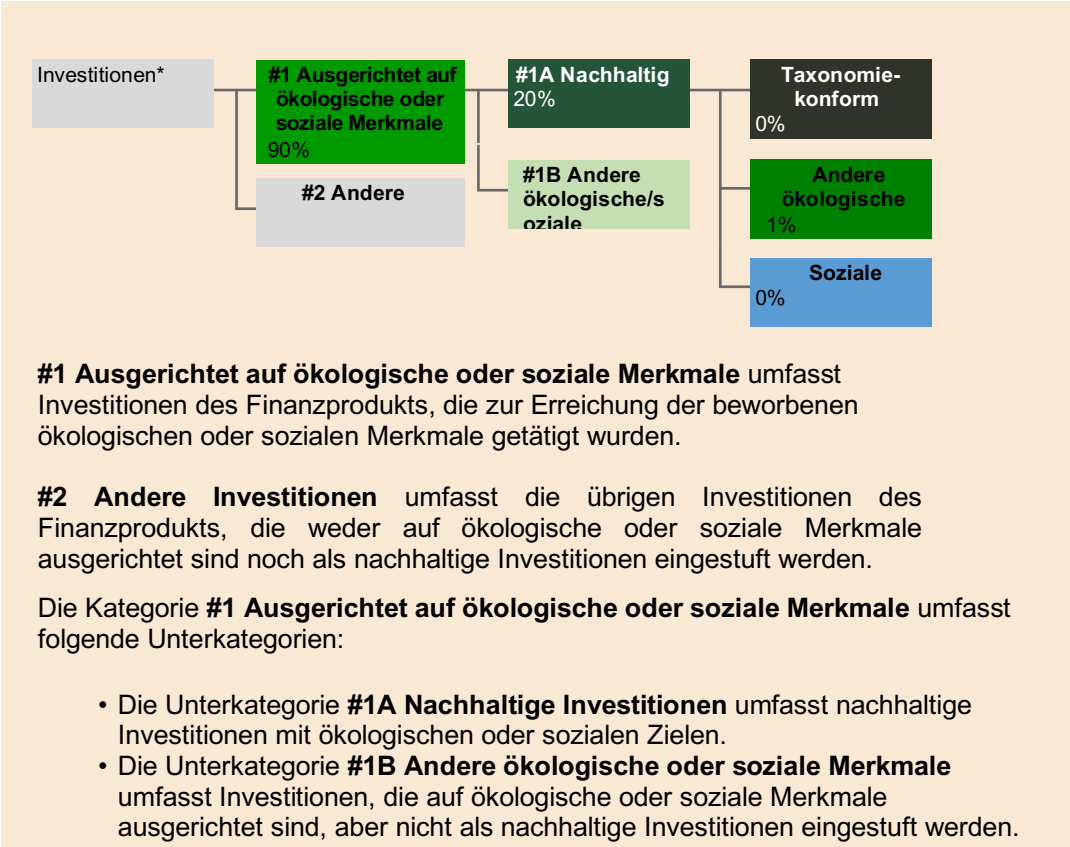 Investitionen*
#1 Ausgerichtet auf
ökologische oder
soziale Merkmale
90%
#2 Andere
#1A Nachhaltig
20%
#1B Andere
ökologische/s
oziale
Taxonomie-
konform
0%
Andere
ökologische
1%
Soziale
0%
#1 Ausgerichtet auf ökologische oder soziale Merkmale umfasst
Investitionen des Finanzprodukts, die zur Erreichung der beworbenen
ökologischen oder sozialen Merkmale getätigt wurden.
#2 Andere Investitionen umfasst die übrigen Investitionen des
Finanzprodukts, die weder auf ökologische oder soziale Merkmale
ausgerichtet sind noch als nachhaltige Investitionen eingestuft werden.
Die Kategorie #1 Ausgerichtet auf ökologische oder soziale Merkmale umfasst
folgende Unterkategorien:
• Die Unterkategorie #1A Nachhaltige Investitionen umfasst nachhaltige
Investitionen mit ökologischen oder sozialen Zielen.
• Die Unterkategorie #1B Andere ökologische oder soziale Merkmale
umfasst Investitionen, die auf ökologische oder soziale Merkmale
ausgerichtet sind, aber nicht als nachhaltige Investitionen eingestuft werden.